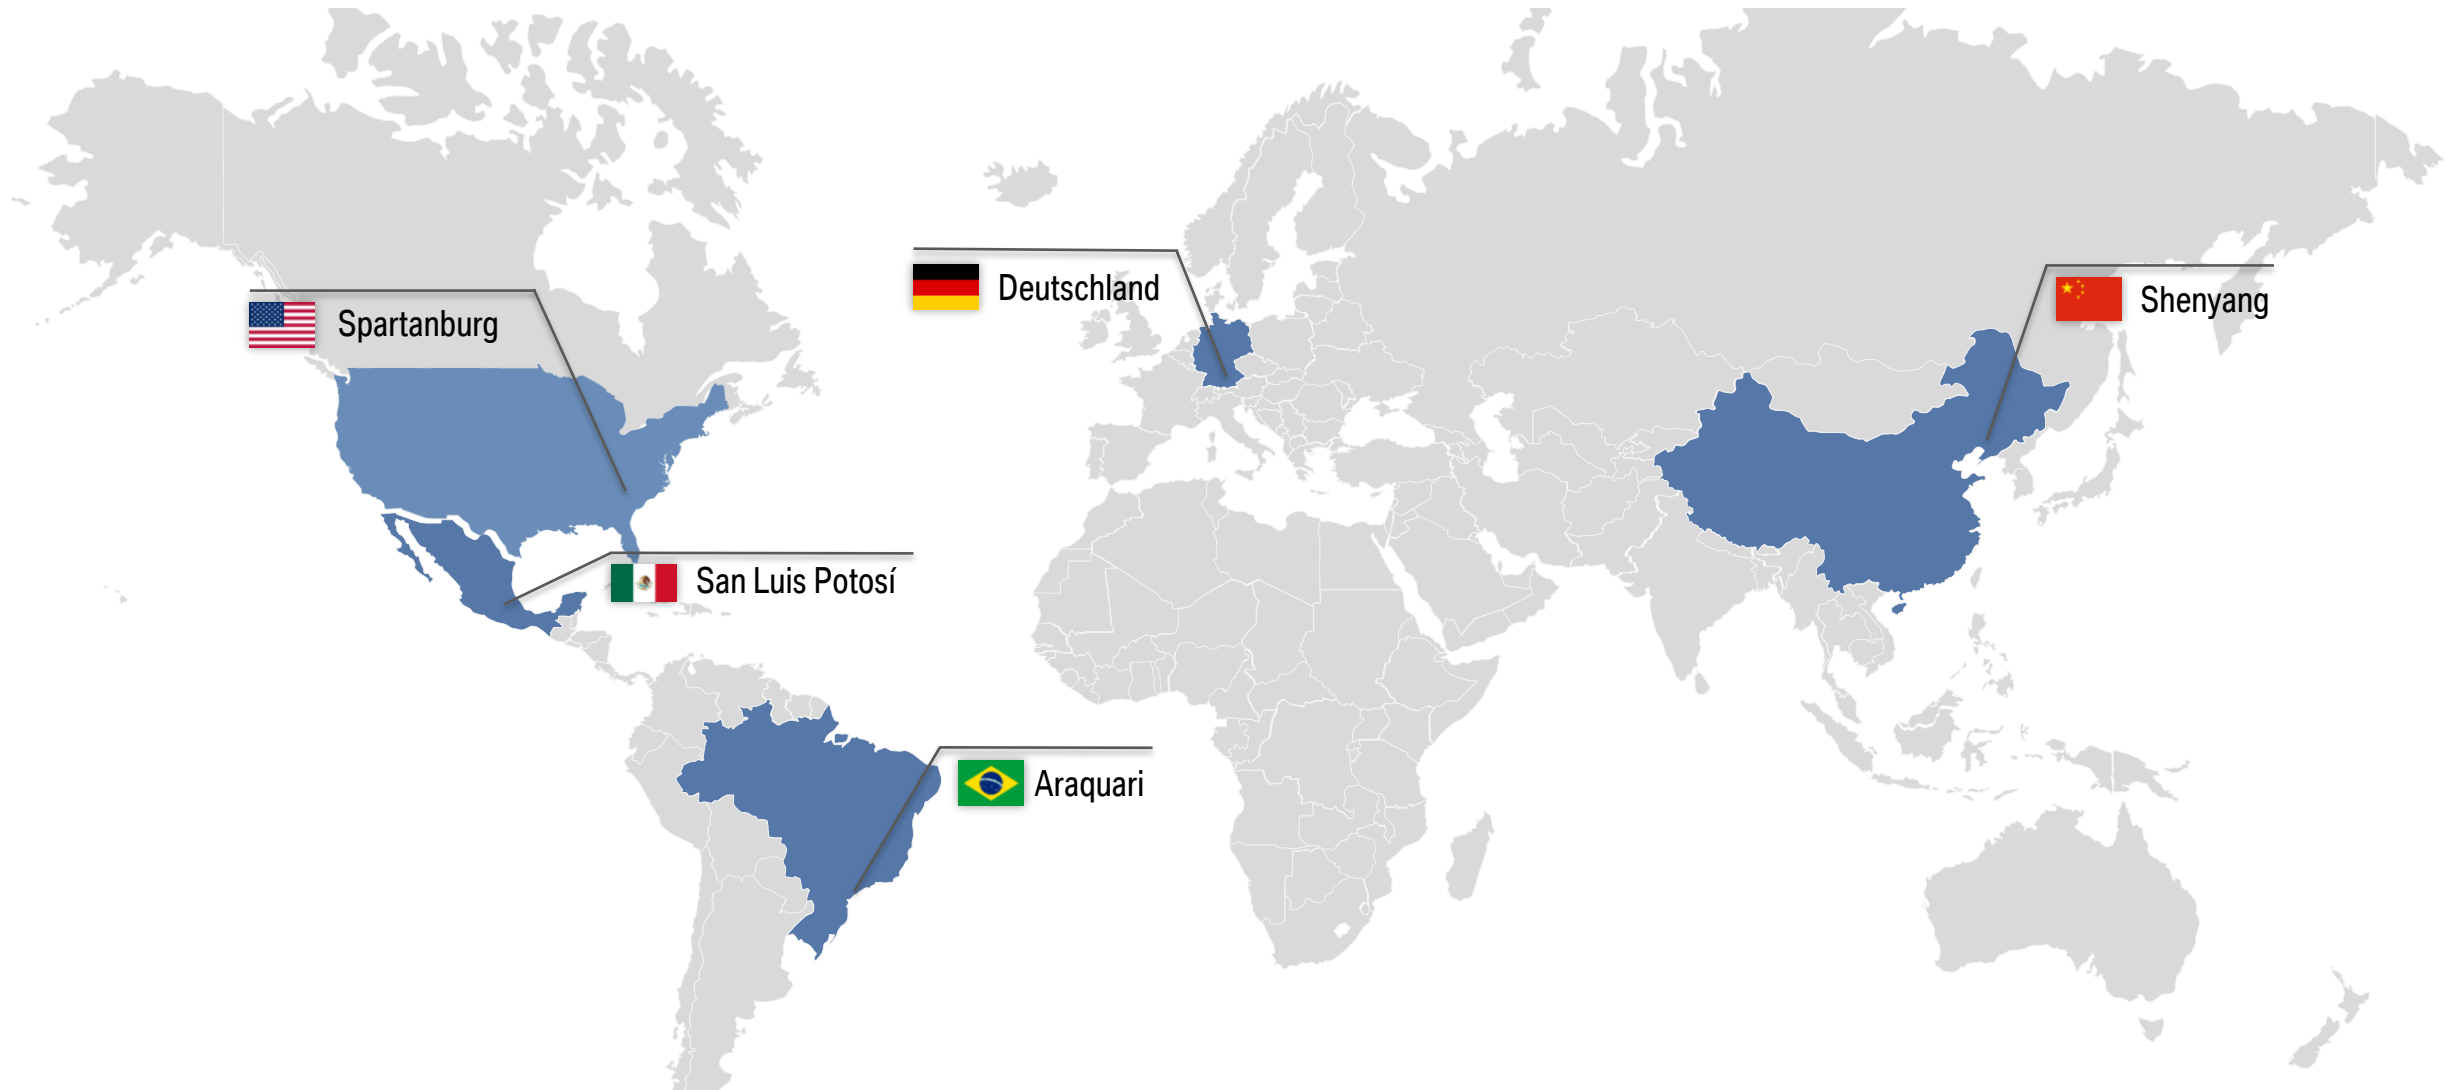 Deutschland
Shenyang
Spartanburg
San Luis Potosí
Araquari